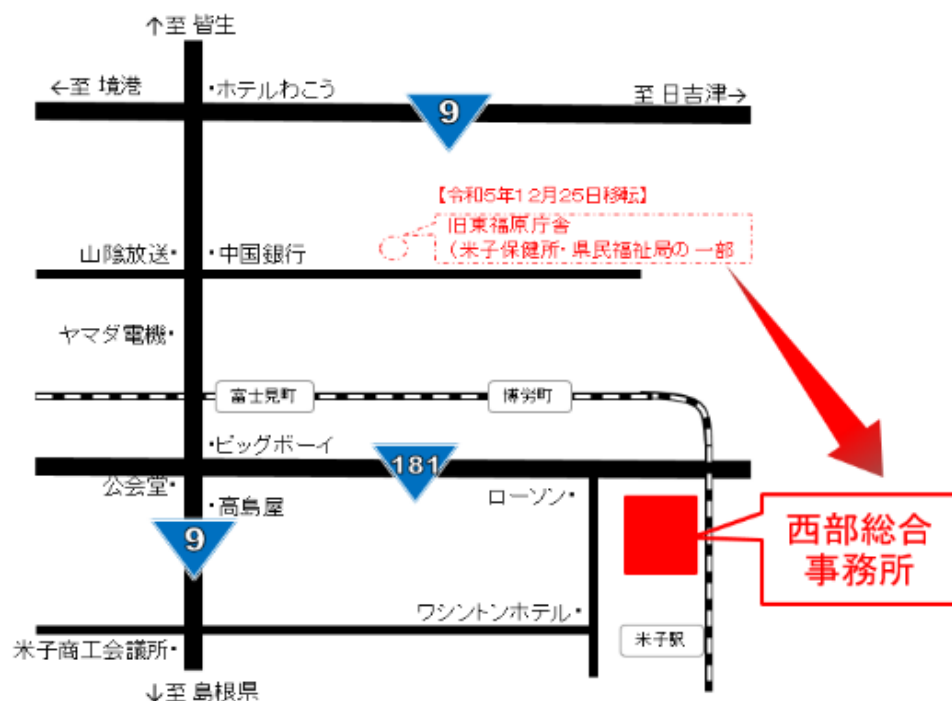 ↑至 皆生
←至 境港
・ホテルわこう
至 日吉津→
9
【令和5年12月25日移転】
旧東福原庁舎
(米子保健所・県民福祉局の一部
山陰放送・
・中国銀行
ヤマダ電機・
富士見町
博労町
・ビッグボーイ
181
公会堂・
・高島屋
ローソン・
9
西部総合
事務所
ワシントンホテル・
米子商工会議所・
米子駅
↓至 島根県